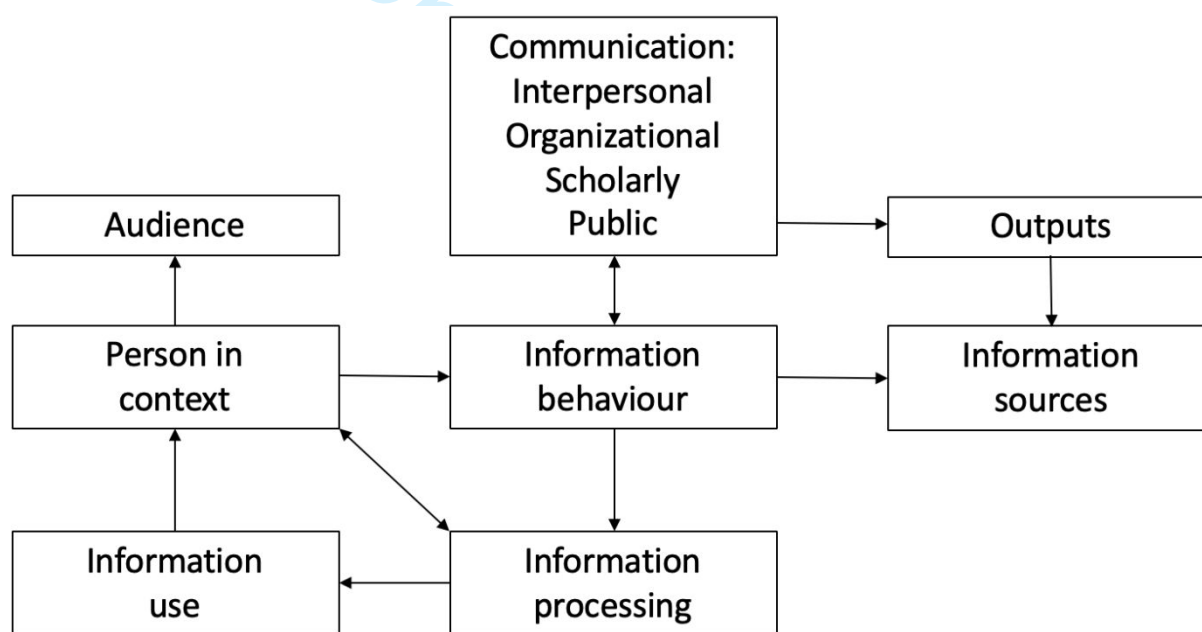 Communication:
Interpersonal
Organizational
Scholarly
Public
Audience
Outputs
Person in
context
Information
behaviour
Information
sources
Information
use
Information
processing